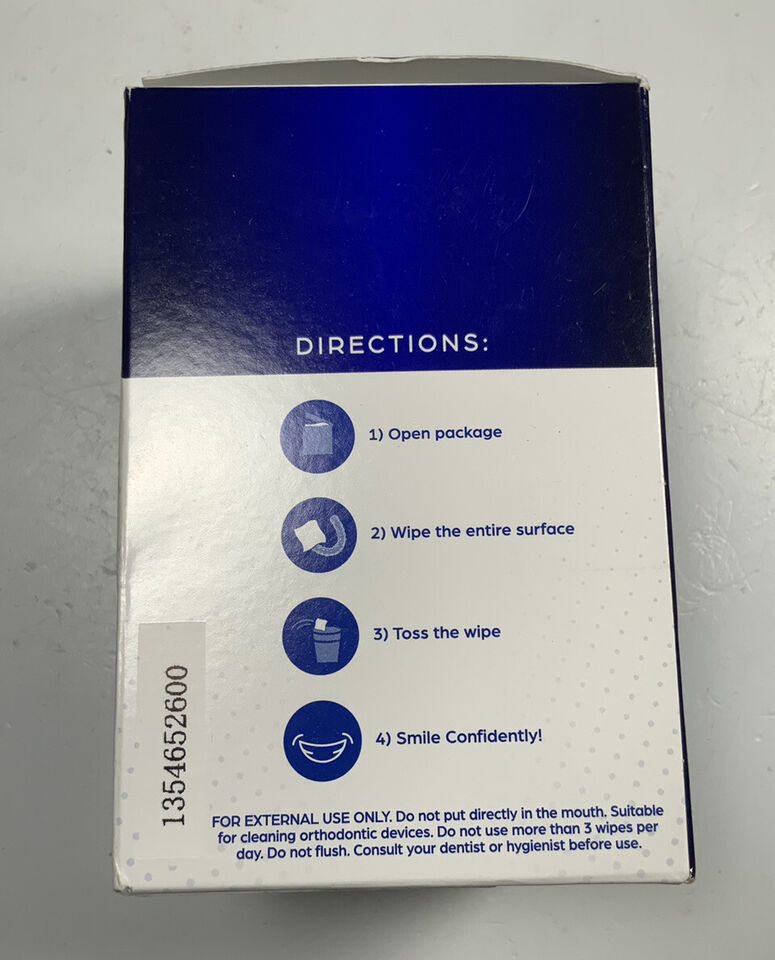 DIRECTIONS:
1) Open package
2) Wipe the entire surface
3) Toss the wipe
4) Smile Confidently!
1354652600
FOR EXTERNAL USE ONLY. Do not put directly in the mouth. Suitable
for cleaning orthodontic devices. Do not use more than 3 wipes per
day. Do not flush. Consult your dentist or hygienist before use.